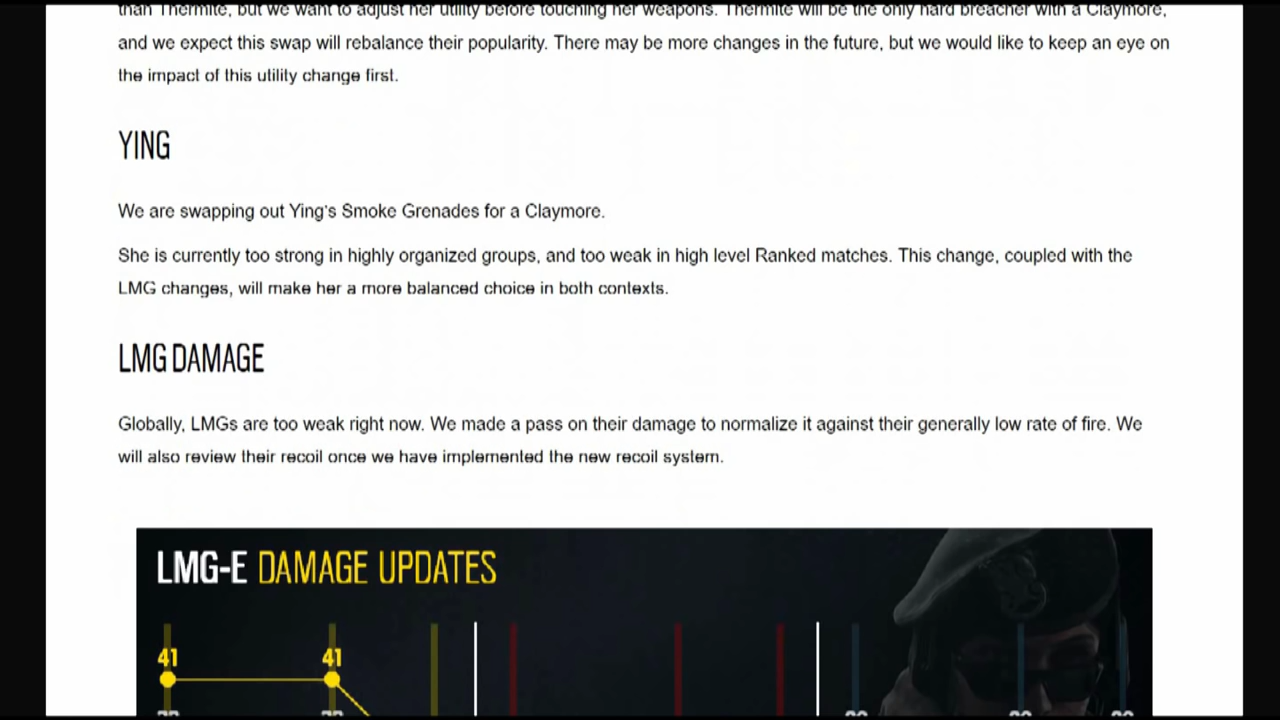 than Thermite, but we want to adjust her utility before touching her weapons. Thermite will be the only hard breacher with a Claymore,
and we expect this swap will rebalance their popularity. There may be more changes in the future, but we would like to keep an eye on
the impact of this utility change first.
YING
We are swapping out Ying's Smoke Grenades for a Claymore.
She is currently too strong in highly organized groups, and too weak in high level Ranked matches. This change, coupled with the
LMG changes, will make her a more balanced choice in both contexts.
LMG DAMAGE
Globally, LMGs are too weak right now. We made a pass on their damage to normalize it against their generally low rate of fire. We
will also review their recoil once we have implemented the new recoil system.
LMG-E DAMAGE UPDATES
41 41